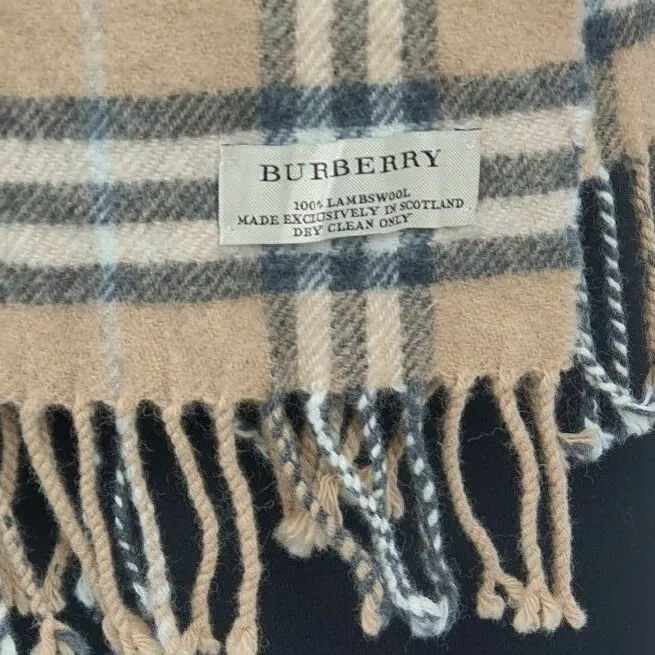 BURBERRY
100% LAMBSWOOL
MADE EXCLUSIVELY IN SCOTLAND
DRY CLEAN ONLY